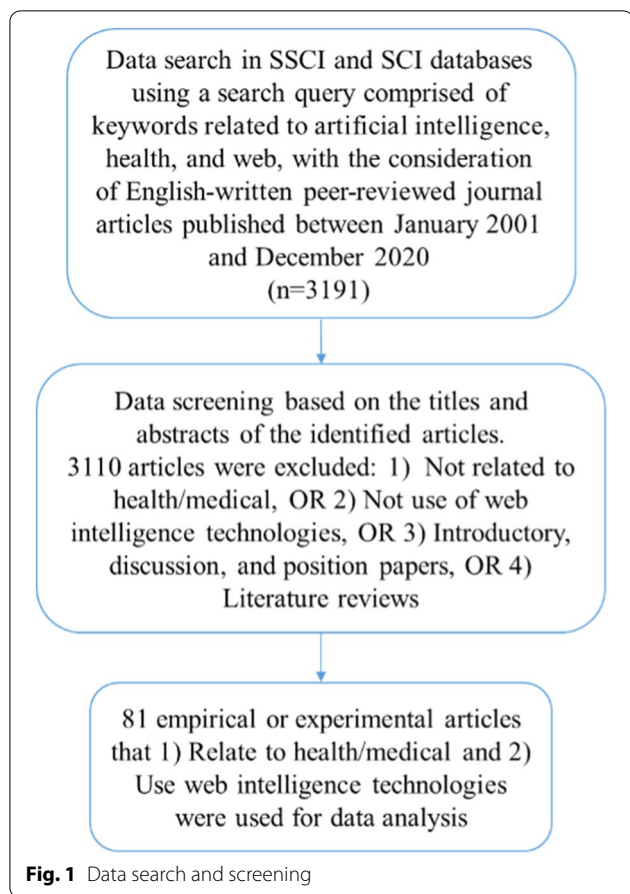 Data search in SSCI and SCI databases
using a search query comprised of
keywords related to artificial intelligence,
health, and web, with the consideration
of English-written peer-reviewed journal
articles published between January 2001
and December 2020
(n=3191)
Data screening based on the titles and
abstracts of the identified articles.
3110 articles were excluded: 1) Not related to
health/medical, OR 2) Not use of web
intelligence technologies, OR 3) Introductory,
discussion, and position papers, OR 4)
Literature reviews
81 empirical or experimental articles
that 1) Relate to health/medical and 2)
Use web intelligence technologies
were used for data analysis
Fig. 1 Data search and screening